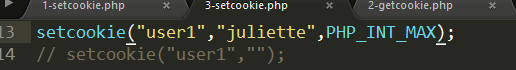 1-setcookie.php 3-setcookie.php 2-getcookie.php
13 setcookie("user1","juliette",PHP_INT_MAX);
14 // setcookie("user1","");